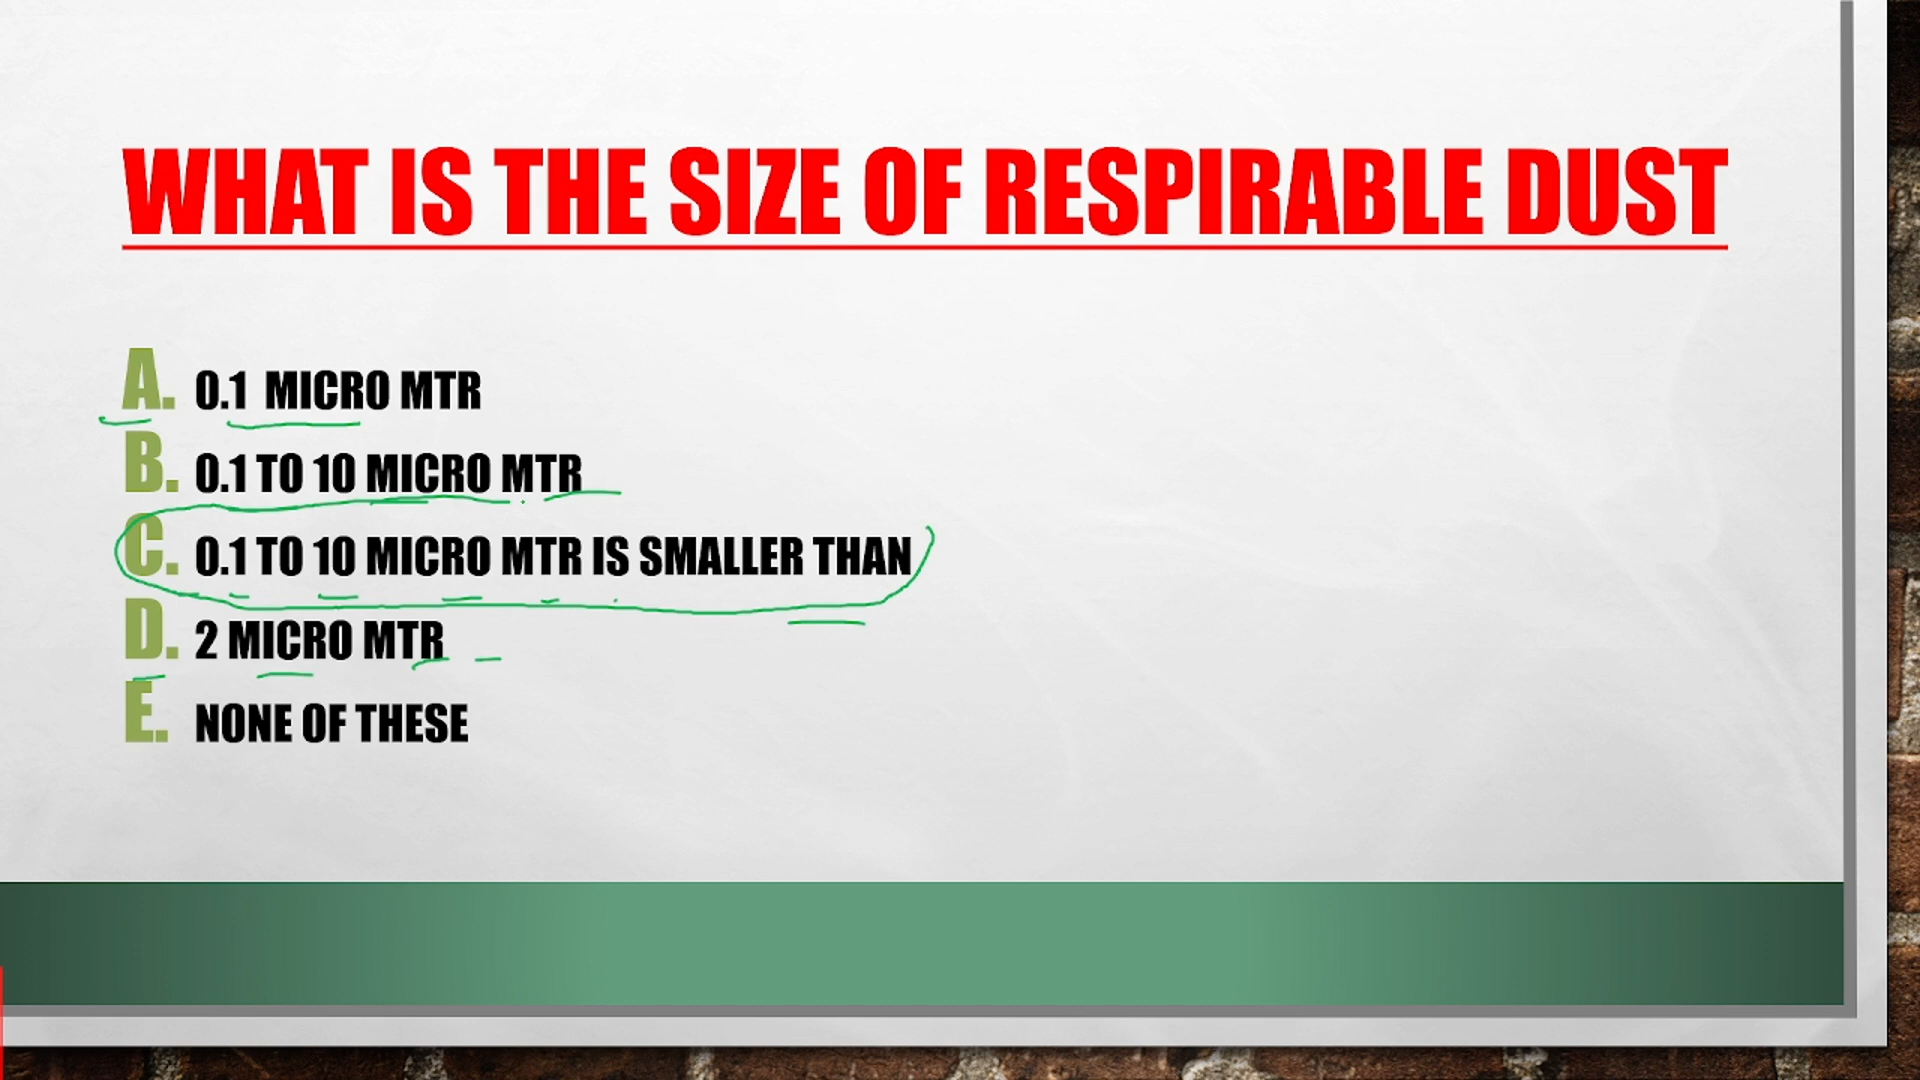 WHAT IS THE SIZE OF RESPIRABLE DUST
A. 0.1 MICRO MTR
B. 0.1 TO 10 MICRO MTR
C. 0.1 TO 10 MICRO MTR IS SMALLER THAN
D. 2 MICRO MTR
E. NONE OF THESE